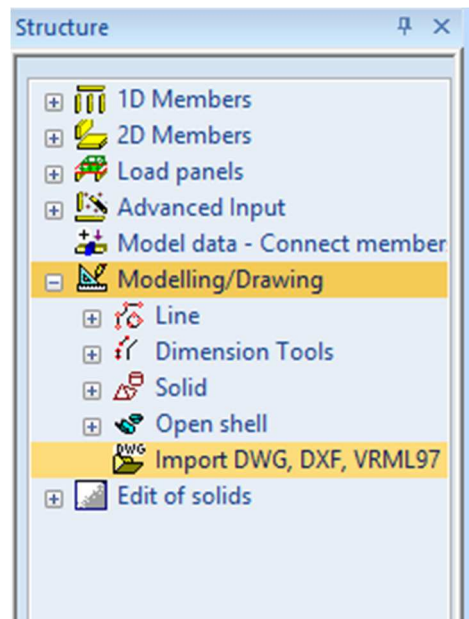 Structure
1D Members
2D Members
Load panels
Advanced Input
Model data - Connect member
Modelling/Drawing
Line
Dimension Tools
Solid
Open shell
DWG
Import DWG, DXF, VRML97
Edit of solids